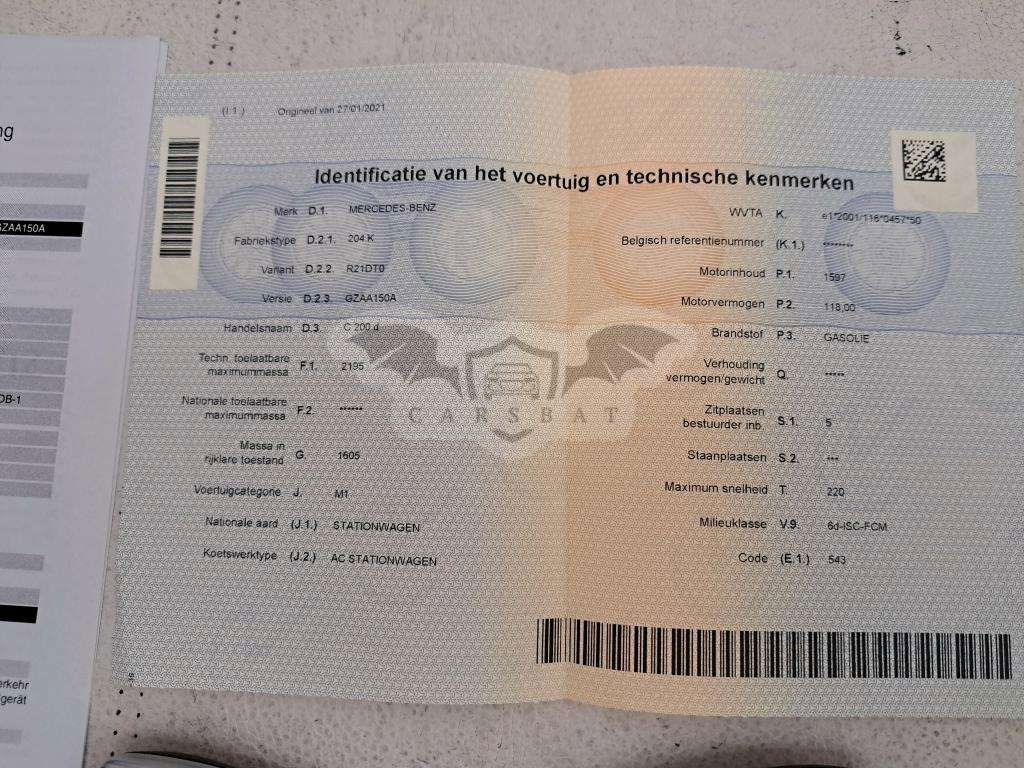 ng
GZAA150A
DB-1
erkehr
gerät
(I.1.) Origineel van 27/01/2021
Identificatie van het voertuig en technische kenmerken
Merk D.1. MERCEDES-BENZ
Fabriekstype D.2.1. 204 K
Variant D.2.2. R21DT0
Versie D.2.3. GZAA150A
Handelsnaam D.3. C 200 d
Techn. toelaatbare
maximummassa F.1. 2195
Nationale toelaatbare
maximummassa F.2. ******
Massa in
rijklare toestand G. 1605
Voertuigcategorie J. M1
Nationale aard (J.1.) STATIONWAGEN
Koetswerktype (J.2.) AC STATIONWAGEN
WVTA K. e1*2001/116*0457*50
Belgisch referentienummer (K.1.) ********
Motorinhoud P.1. 1597
Motorvermogen P.2. 118,00
Brandstof P.3. GASOLIE
Verhouding
vermogen/gewicht Q. *****
Zitplaatsen
bestuurder inb. S.1. 5
Staanplaatsen S.2. ***
Maximum snelheid T. 220
Milieuklasse V.9. 6d-ISC-FCM
Code (E.1.) 543
CARSBAT